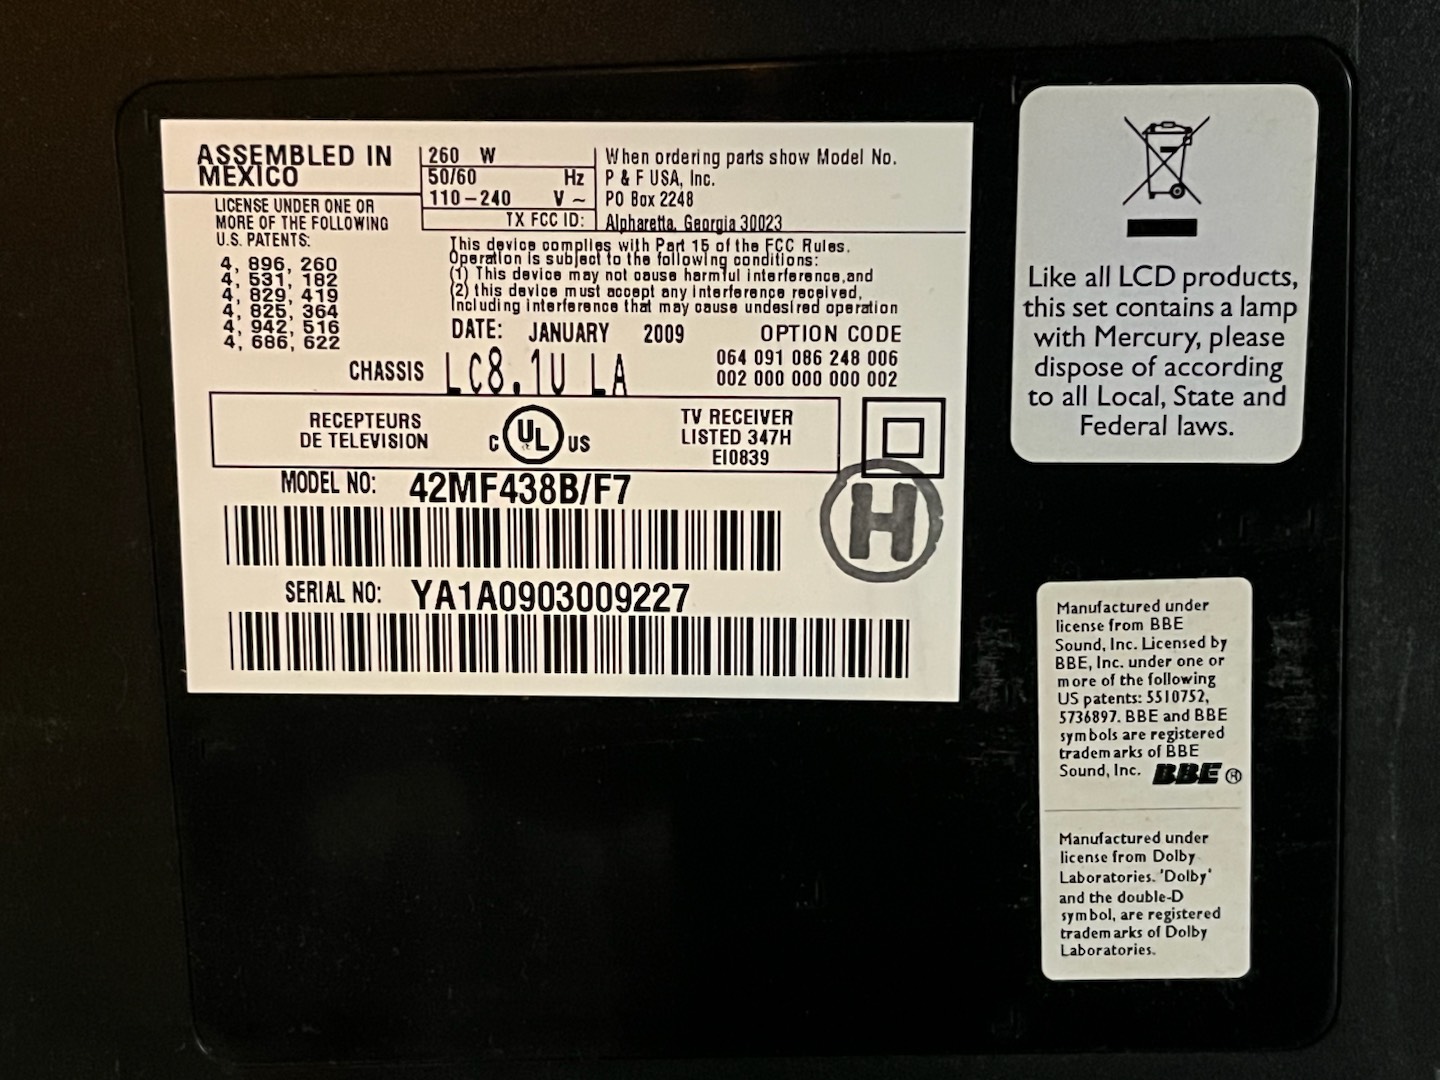 ASSEMBLED IN
MEXICO
260 W
50/60 Hz
110-240 V ~
TX FCC ID:
When ordering parts show Model No.
P & F USA, Inc.
PO Box 2248
Alpharetta, Georgia 30023
LICENSE UNDER ONE OR
MORE OF THE FOLLOWING
U.S. PATENTS:
4, 896, 260
4, 531, 182
4, 829, 419
4, 825, 364
4, 942, 516
4, 686, 622
This device complies with Part 15 of the FCC Rules.
Operation is subject to the following conditions:
(1) This device may not cause harmful interference,and
(2) this device must accept any interference received,
Including interference that may cause undesired operation
DATE: JANUARY 2009
OPTION CODE
064 091 086 248 006
002 000 000 000 002
CHASSIS LC8.1U LA
RECEPTEURS
DE TELEVISION
C UL US
TV RECEIVER
LISTED 347H
EI0839
MODEL NO: 42MF438B/F7
H
SERIAL NO: YA1A0903009227
Like all LCD products,
this set contains a lamp
with Mercury, please
dispose of according
to all Local, State and
Federal laws.
Manufactured under
license from BBE
Sound, Inc. Licensed by
BBE, Inc. under one or
more of the following
US patents: 5510752,
5736897. BBE and BBE
symbols are registered
trademarks of BBE
Sound, Inc. BBE ®
Manufactured under
license from Dolby
Laboratories. 'Dolby'
and the double-D
symbol, are registered
trademarks of Dolby
Laboratories.